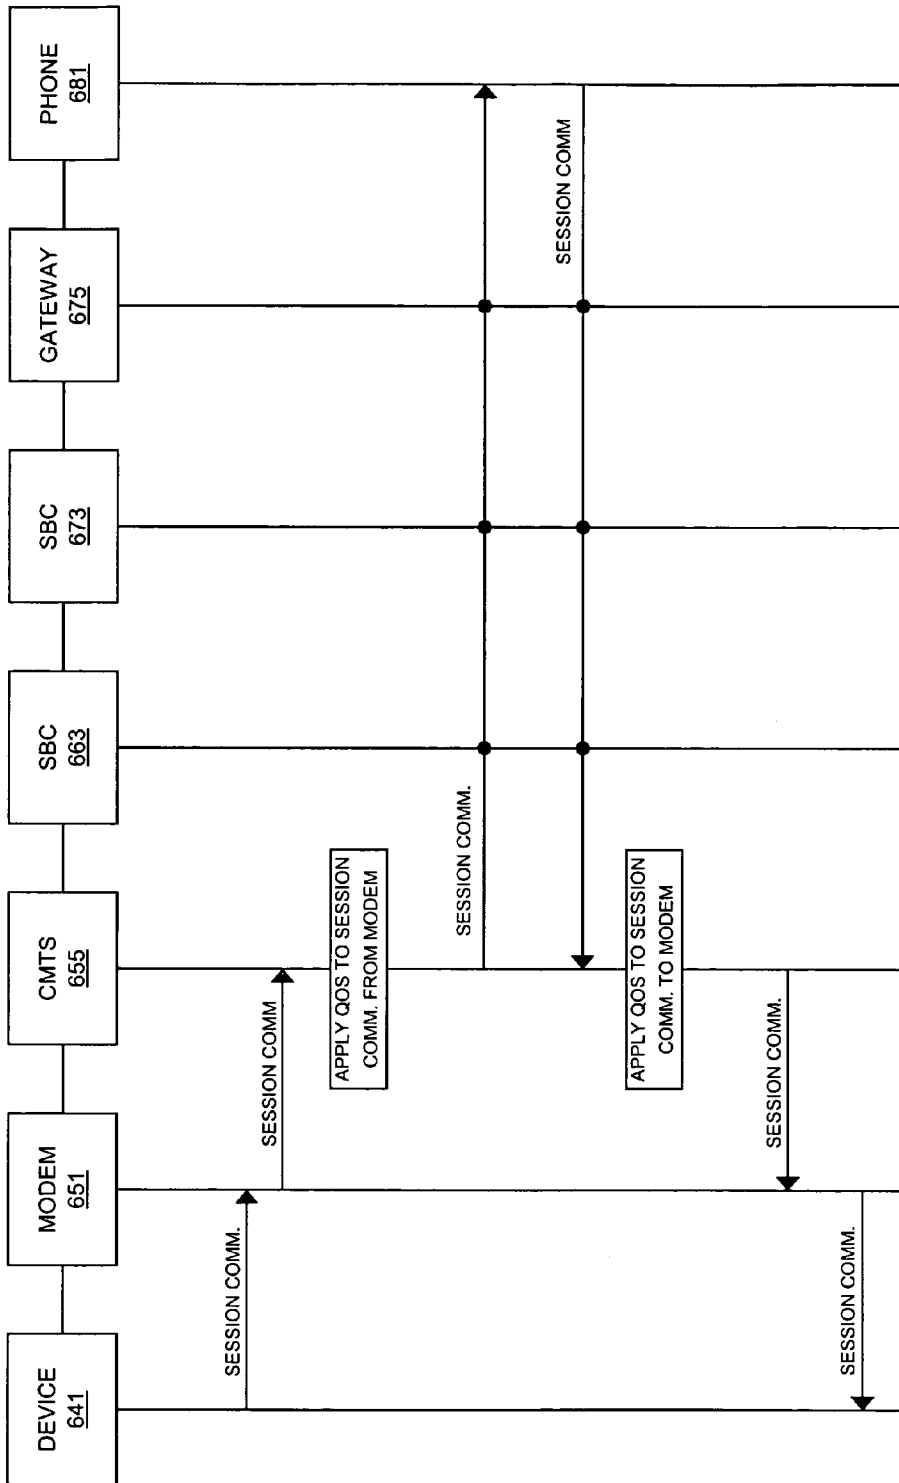 DEVICE
641
MODEM
651
CMTS
655
SBC
663
SBC
673
GATEWAY
675
PHONE
681
SESSION COMM.
SESSION COMM
APPLY QOS TO SESSION
COMM. FROM MODEM
SESSION COMM.
SESSION COMM
APPLY QOS TO SESSION
COMM. TO MODEM
SESSION COMM.
SESSION COMM.